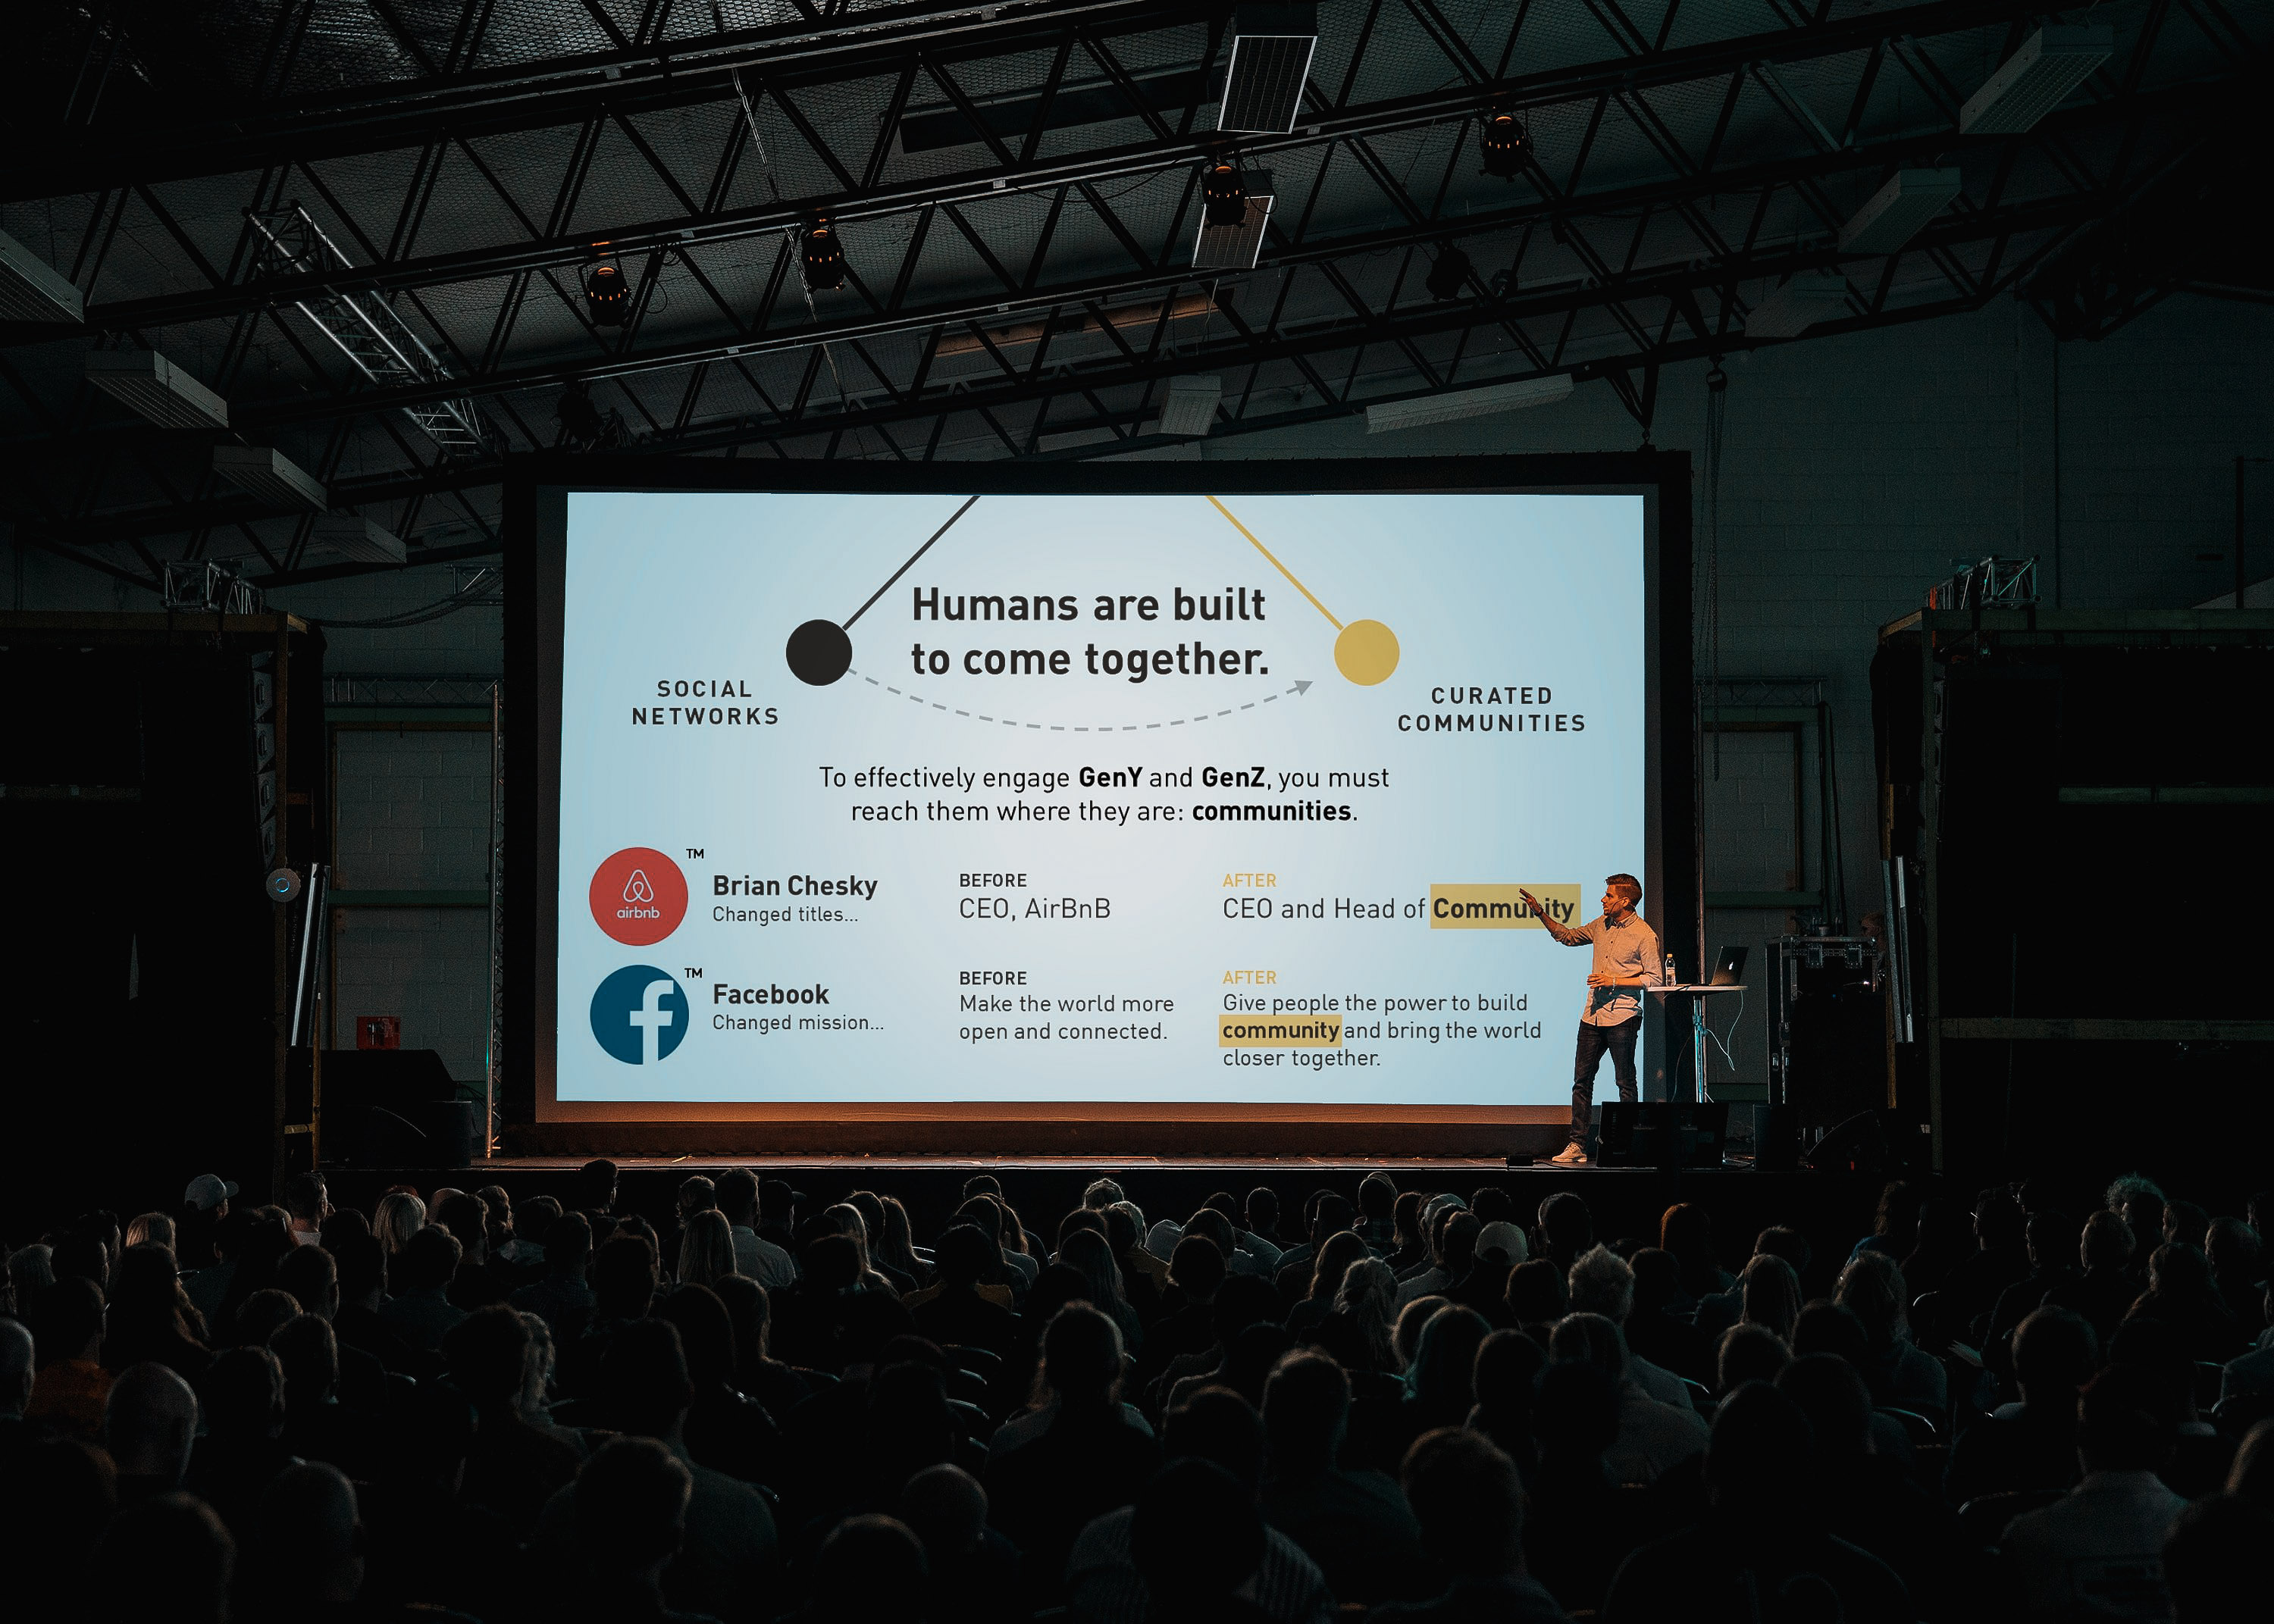 Humans are built
to come together.
SOCIAL
NETWORKS
CURATED
COMMUNITIES
To effectively engage GenY and GenZ, you must
reach them where they are: communities.
airbnb
TM
Brian Chesky
Changed titles...
BEFORE
CEO, AirBnB
AFTER
CEO and Head of Community
f
TM
Facebook
Changed mission...
BEFORE
Make the world more
open and connected.
AFTER
Give people the power to build
community and bring the world
closer together.